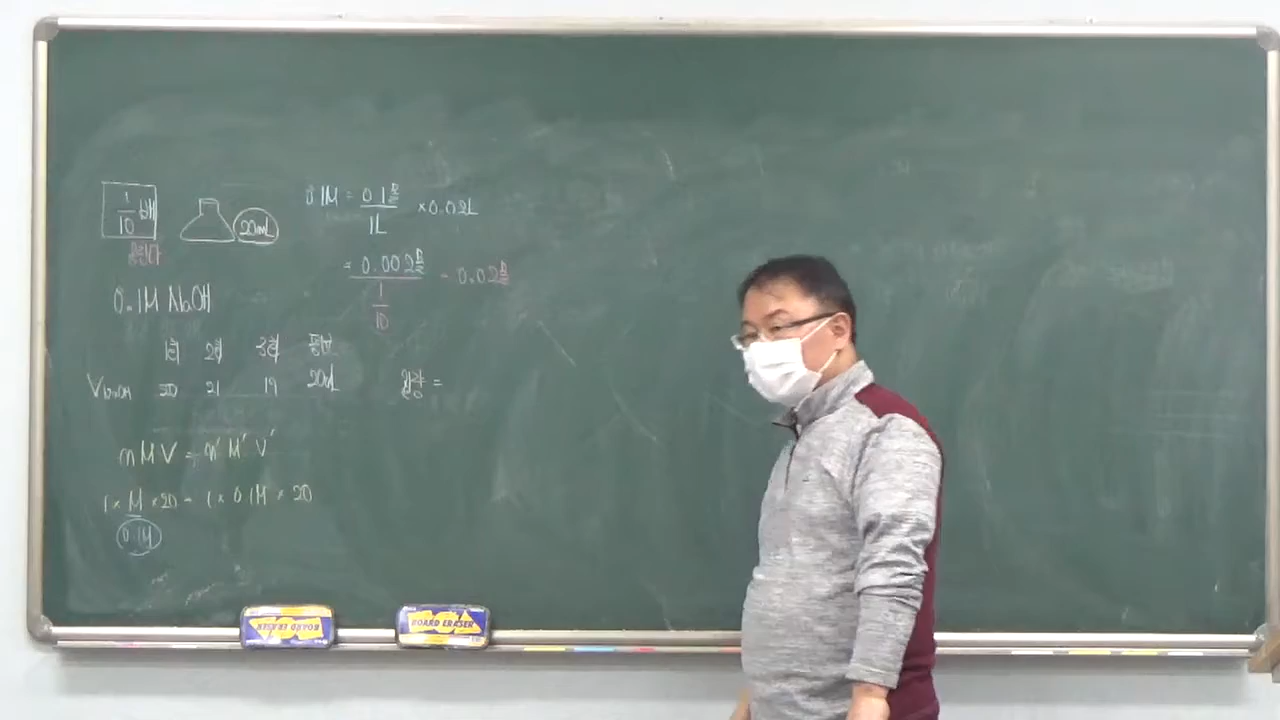 1/10 배
20mL
0.1M NaOH
0.1M = 0.1몰 / 1L × 0.02L
= 0.002몰 / 1/10 = 0.02몰
1회 2회 3회 평균
V NaOH 20 21 19 20mL
질량 =
n M V = n' M' V'
1 × M × 20 = 1 × 0.1M × 20
0.1M
BOARD ERASER
BOARD ERASER